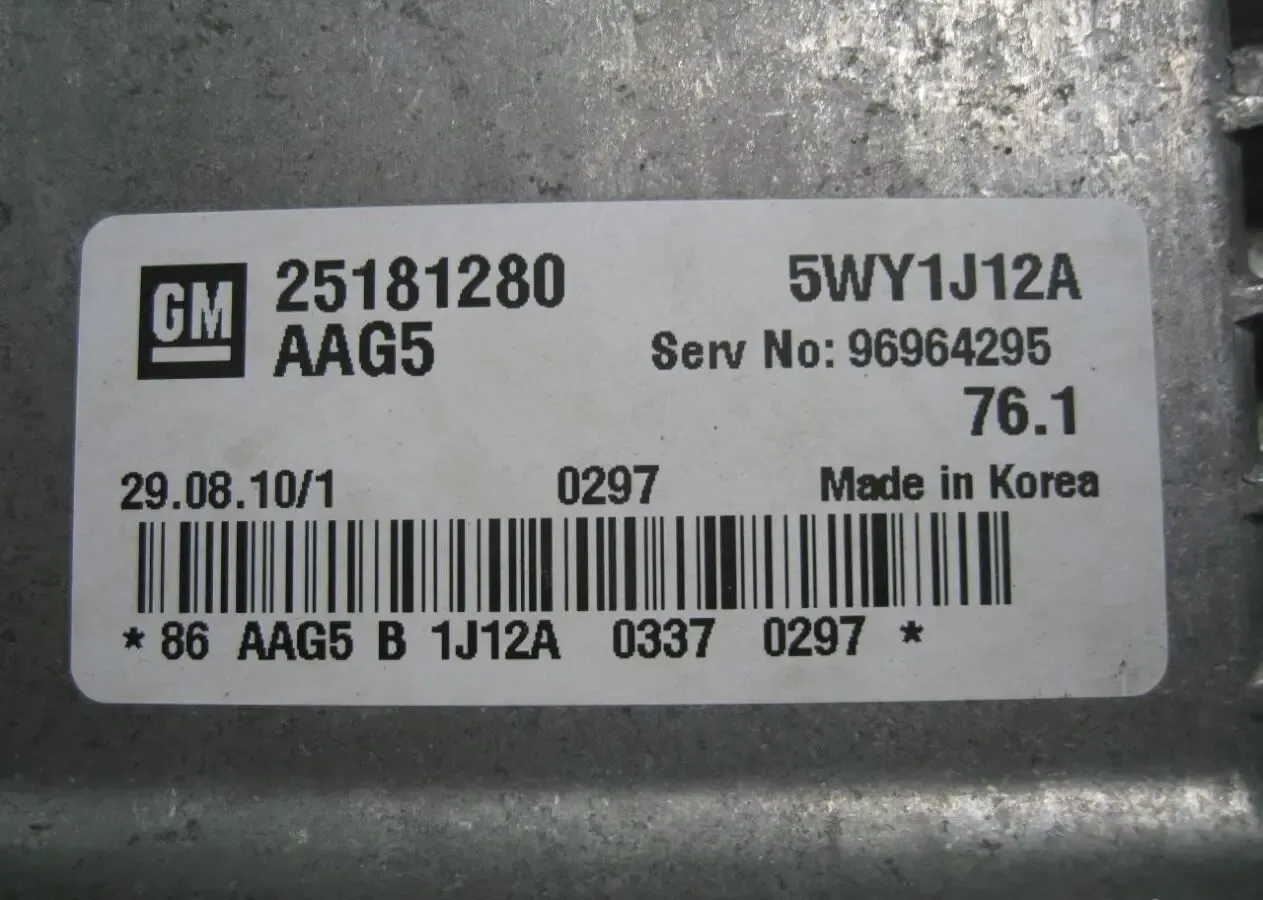 GM 25181280 5WY1J12A
AAG5 Serv No: 96964295
76.1
29.08.10/1 0297 Made in Korea
* 86 AAG5 B 1J12A 0337 0297 *